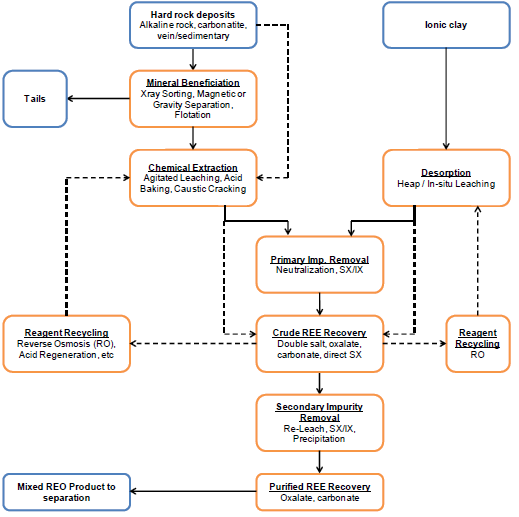 Hard rock deposits
Alkaline rock, carbonatite,
vein/sedimentary
Ionic clay
Mineral Beneficiation
Xray Sorting, Magnetic or
Gravity Separation,
Flotation
Tails
Chemical Extraction
Agitated Leaching, Acid
Baking, Caustic Cracking
Desorption
Heap / In-situ Leaching
Primary Imp. Removal
Neutralization, SX/IX
Reagent Recycling
Reverse Osmosis (RO),
Acid Regeneration, etc
Crude REE Recovery
Double salt, oxalate,
carbonate, direct SX
Reagent
Recycling
RO
Secondary Impurity
Removal
Re-Leach, SX/IX,
Precipitation
Mixed REO Product to
separation
Purified REE Recovery
Oxalate, carbonate